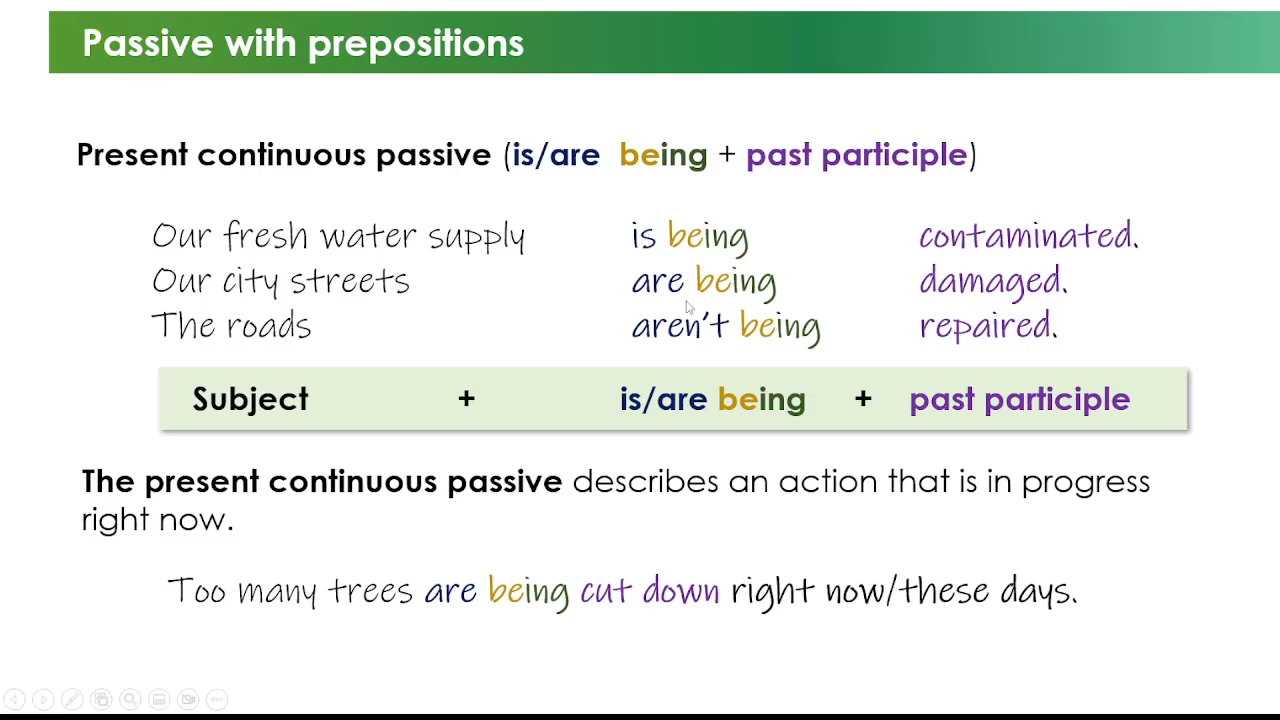 Passive with prepositions
Present continuous passive (is/are being + past participle)
Our fresh water supply is being contaminated.
Our city streets are being damaged.
The roads aren't being repaired.
Subject + is/are being + past participle
The present continuous passive describes an action that is in progress
right now.
Too many trees are being cut down right now/these days.